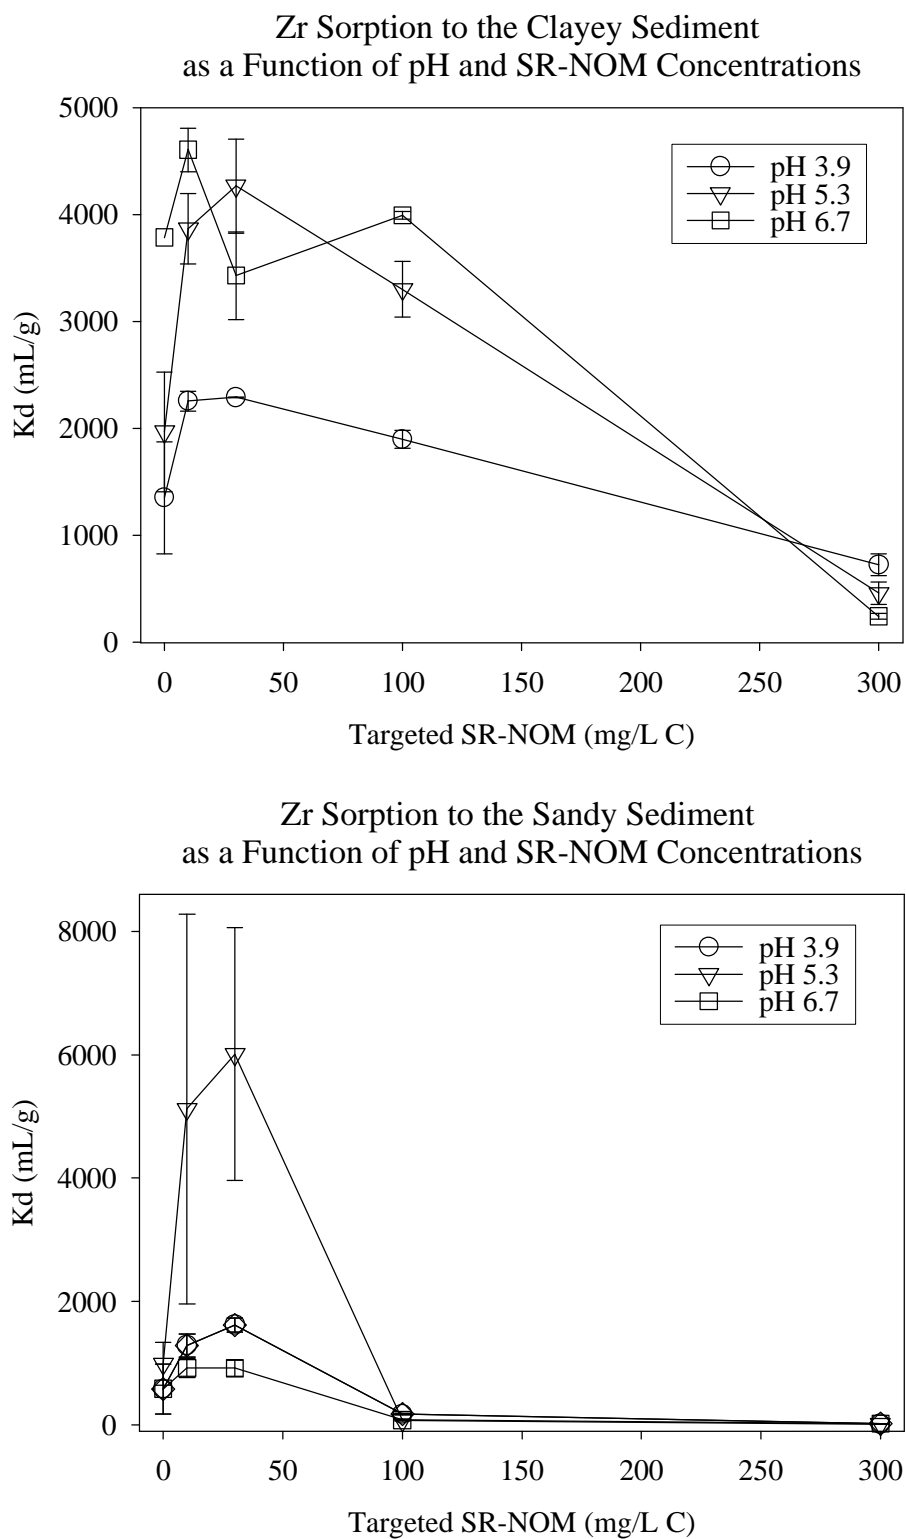 Zr Sorption to the Clayey Sediment
as a Function of pH and SR-NOM Concentrations
5000
4000
3000
2000
1000
0
Kd (mL/g)
pH 3.9
pH 5.3
pH 6.7
0 50 100 150 200 250 300
Targeted SR-NOM (mg/L C)
Zr Sorption to the Sandy Sediment
as a Function of pH and SR-NOM Concentrations
8000
6000
4000
2000
0
Kd (mL/g)
pH 3.9
pH 5.3
pH 6.7
0 50 100 150 200 250 300
Targeted SR-NOM (mg/L C)